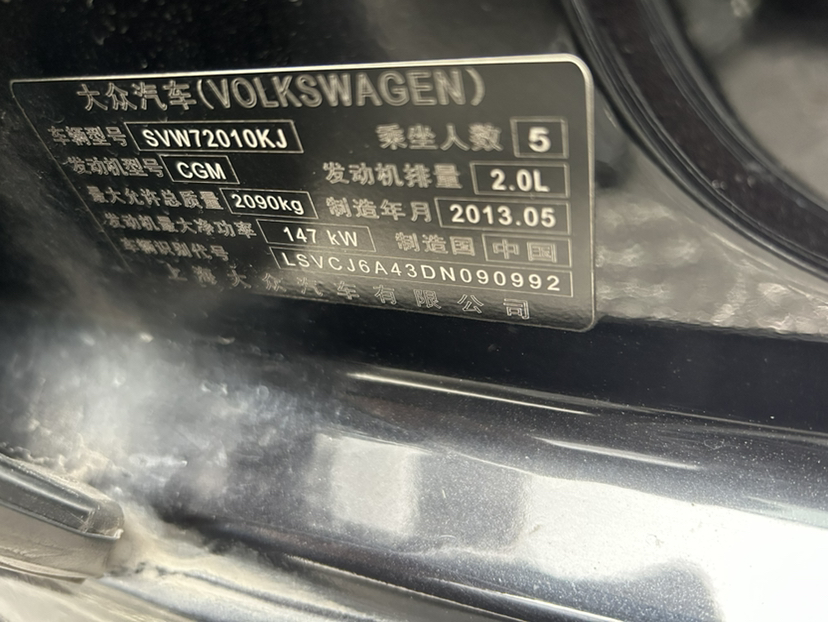 大众汽车(VOLKSWAGEN)
车辆型号 SVW72010KJ 乘坐人数 5
发动机型号 CGM 发动机排量 2.0L
最大允许总质量 2090kg 制造年月 2013.05
发动机最大净功率 147 kW 制造国 中国
车辆识别代号 LSVCJ6A43DN090992
上海大众汽车有限公司